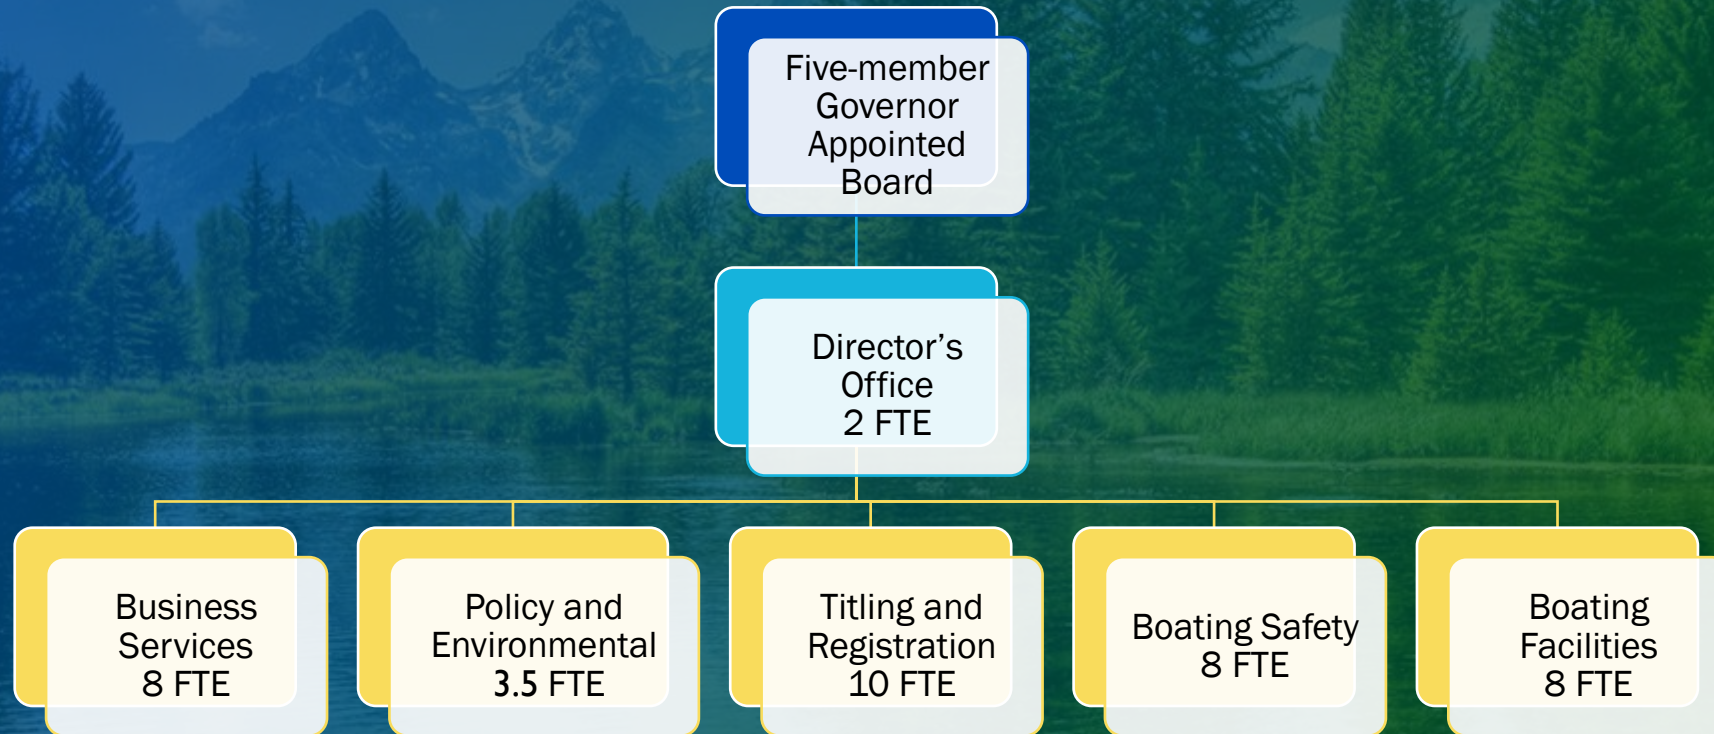 Five-member
Governor
Appointed
Board
Director’s
Office
2 FTE
Business
Services
8 FTE
Policy and
Environmental
3.5 FTE
Titling and
Registration
10 FTE
Boating Safety
8 FTE
Boating
Facilities
8 FTE